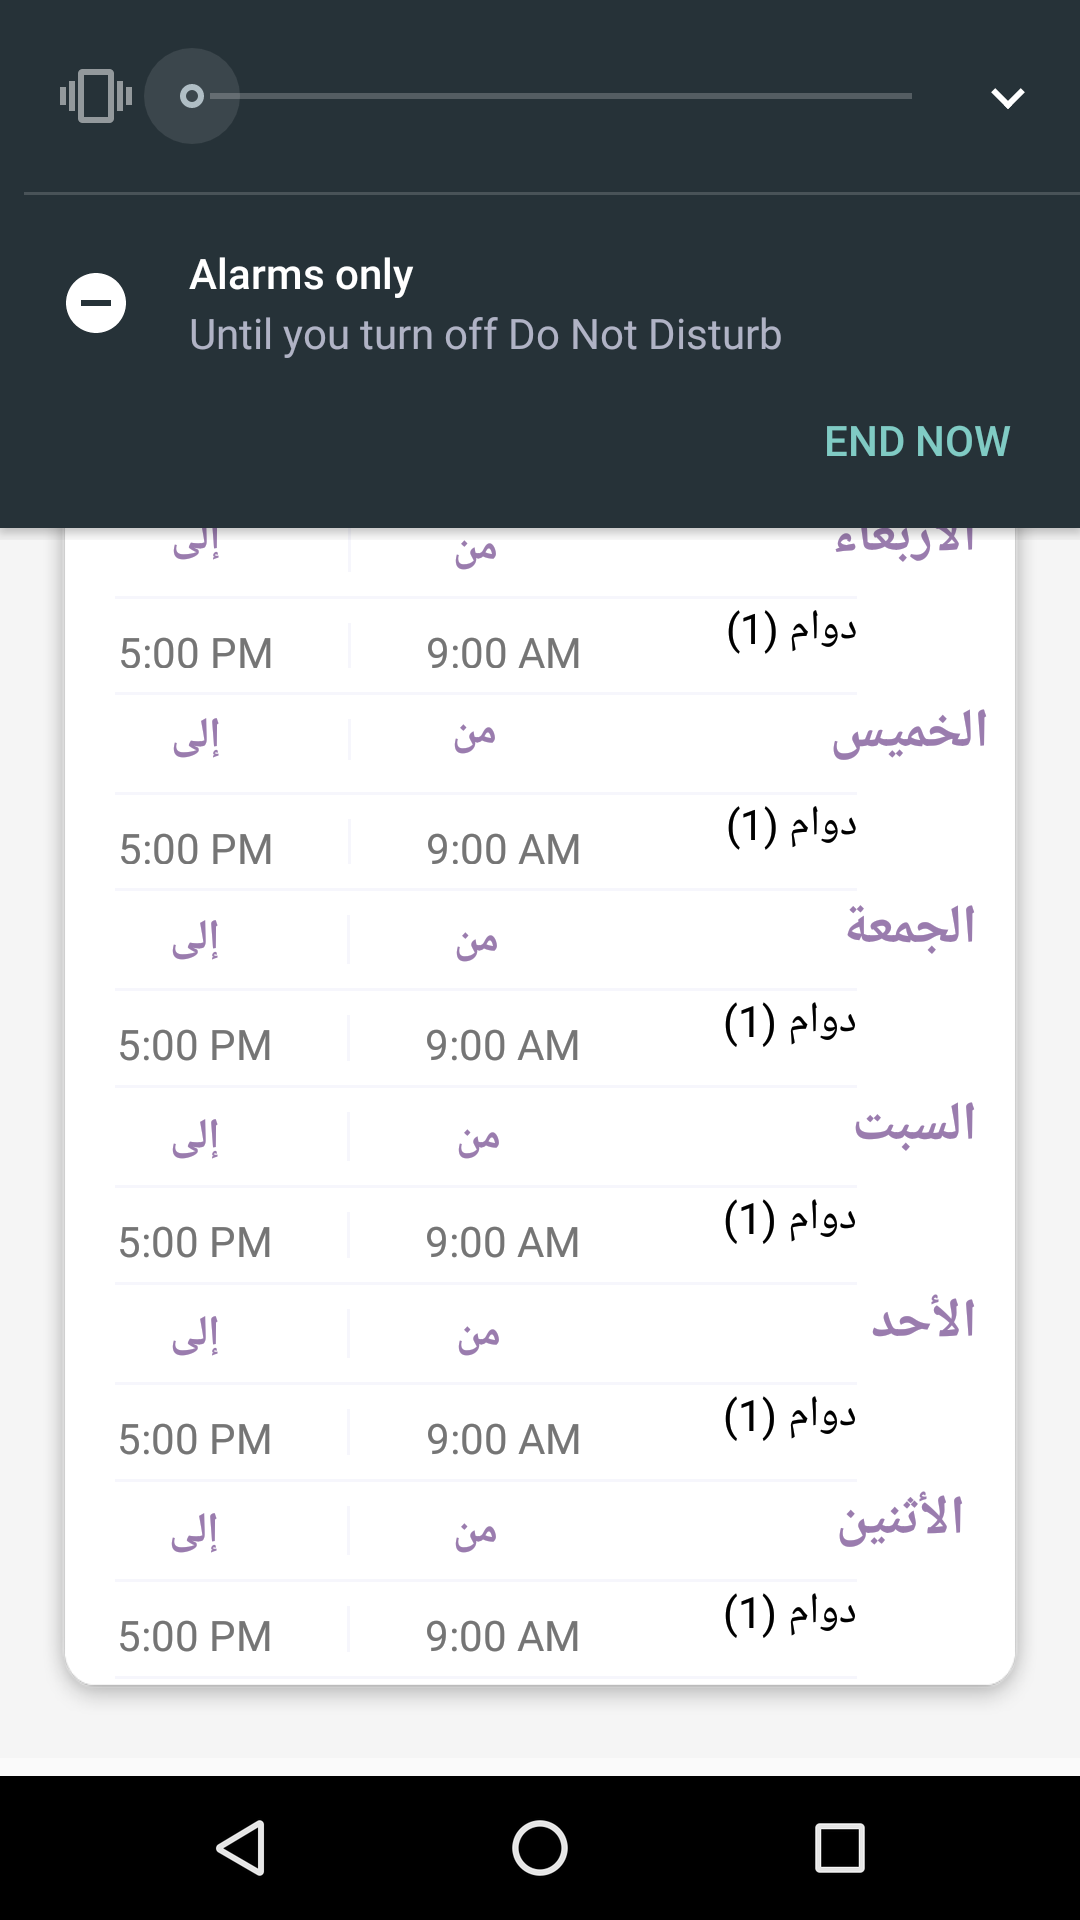 Alarms only
Until you turn off Do Not Disturb
END NOW
الأربعاء من إلى
دوام (1) 9:00 AM 5:00 PM
الخميس من إلى
دوام (1) 9:00 AM 5:00 PM
الجمعة من إلى
دوام (1) 9:00 AM 5:00 PM
السبت من إلى
دوام (1) 9:00 AM 5:00 PM
الأحد من إلى
دوام (1) 9:00 AM 5:00 PM
الأثنين من إلى
دوام (1) 9:00 AM 5:00 PM